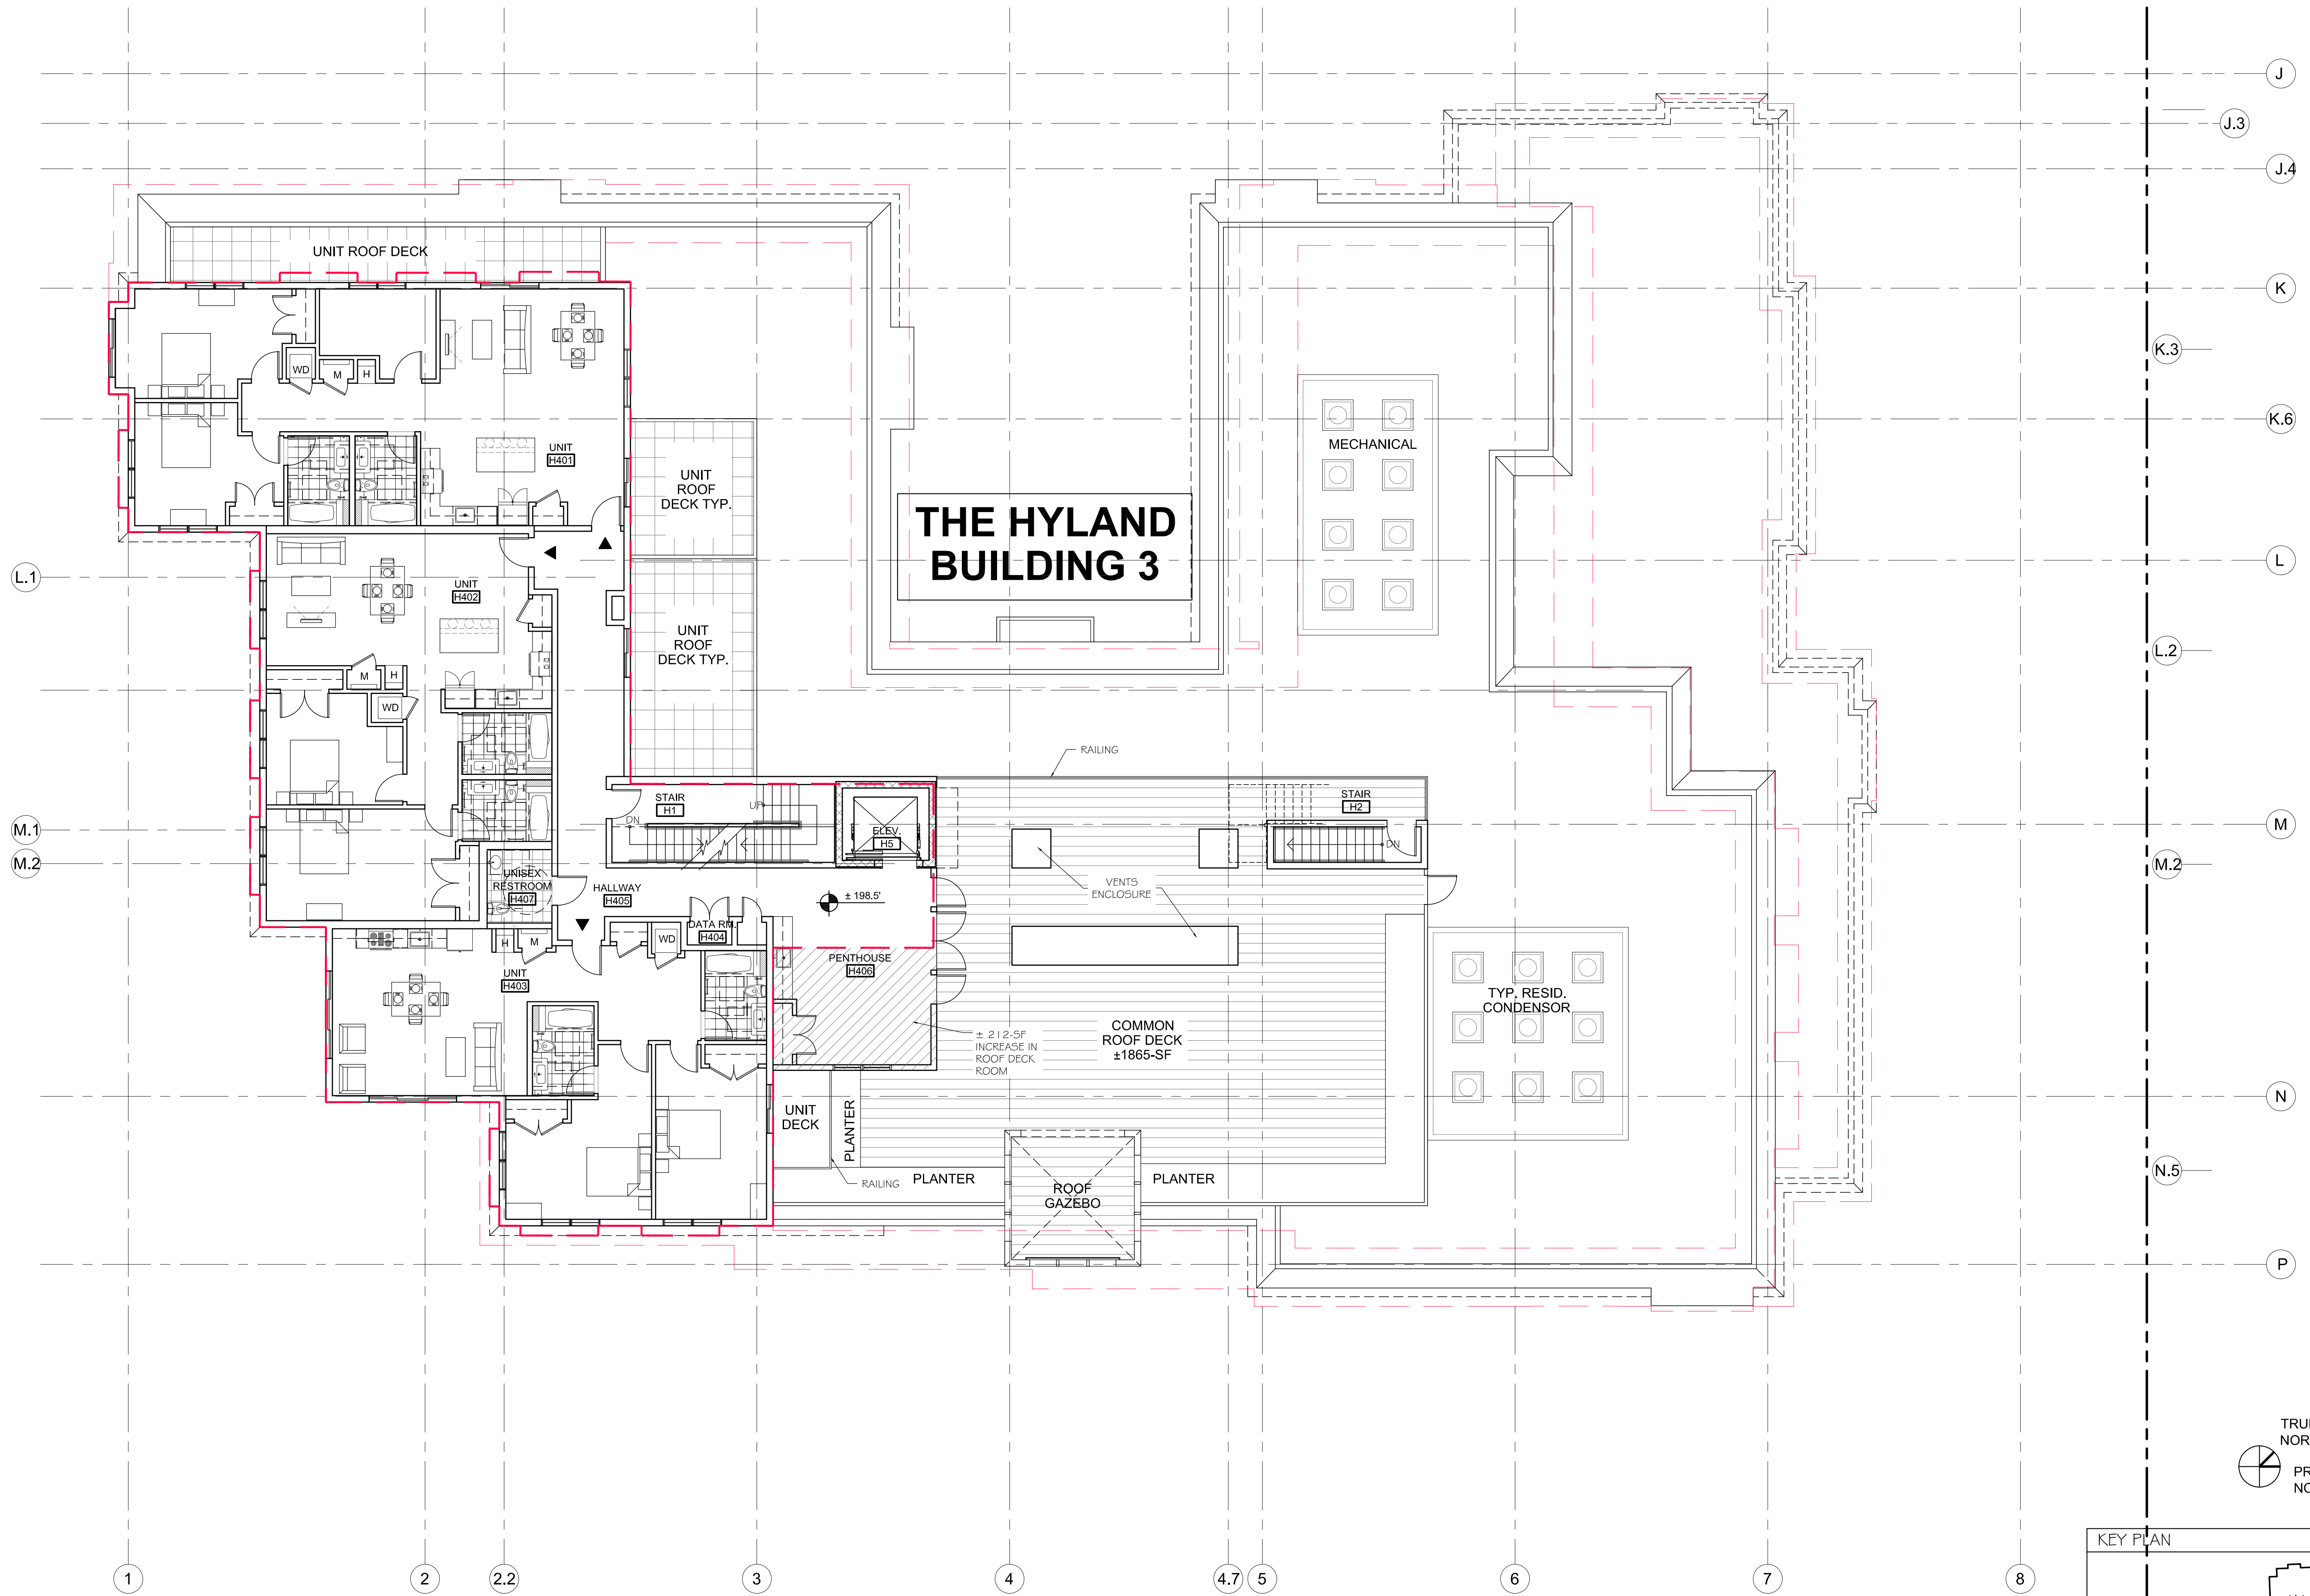 J
J.3
J.4
UNIT ROOF DECK
K
K.3
WD
M
H
K.6
MECHANICAL
UNIT
H401
UNIT
ROOF
DECK TYP.
THE HYLAND
BUILDING 3
L
L.1
UNIT
H402
UNIT
ROOF
DECK TYP.
L.2
M
H
WD
RAILING
STAIR
H1
UP
DN
STAIR
H2
DN
ELEV.
H5
M.1
M
M.2
M.2
UNISEX
RESTROOM
H407
HALLWAY
H405
± 198.5'
VENTS
ENCLOSURE
DATA RM.
H404
H
M
WD
UNIT
H403
PENTHOUSE
H406
TYP. RESID.
CONDENSOR
± 212-SF
INCREASE IN
ROOF DECK
ROOM
COMMON
ROOF DECK
±1865-SF
N
UNIT
DECK
PLANTER
RAILING
PLANTER
ROOF
GAZEBO
PLANTER
N.5
P
TRU
NOR
PR
NO
KEY PLAN
1
2
2.2
3
4
4.7
5
6
7
8